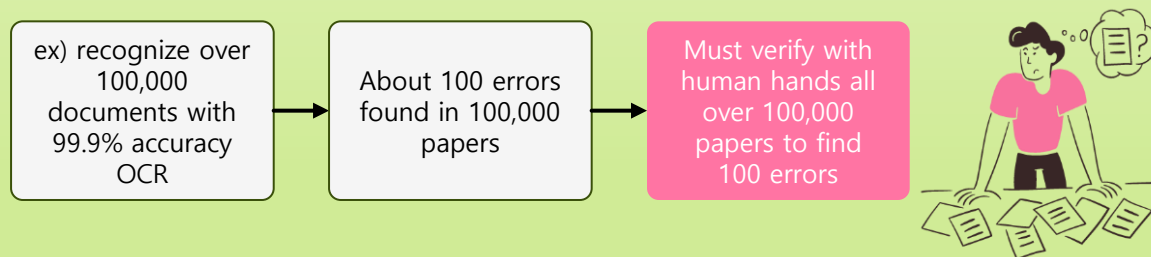 ex) recognize over
100,000
documents with
99.9% accuracy
OCR
About 100 errors
found in 100,000
papers
Must verify with
human hands all
over 100,000
papers to find
100 errors
?